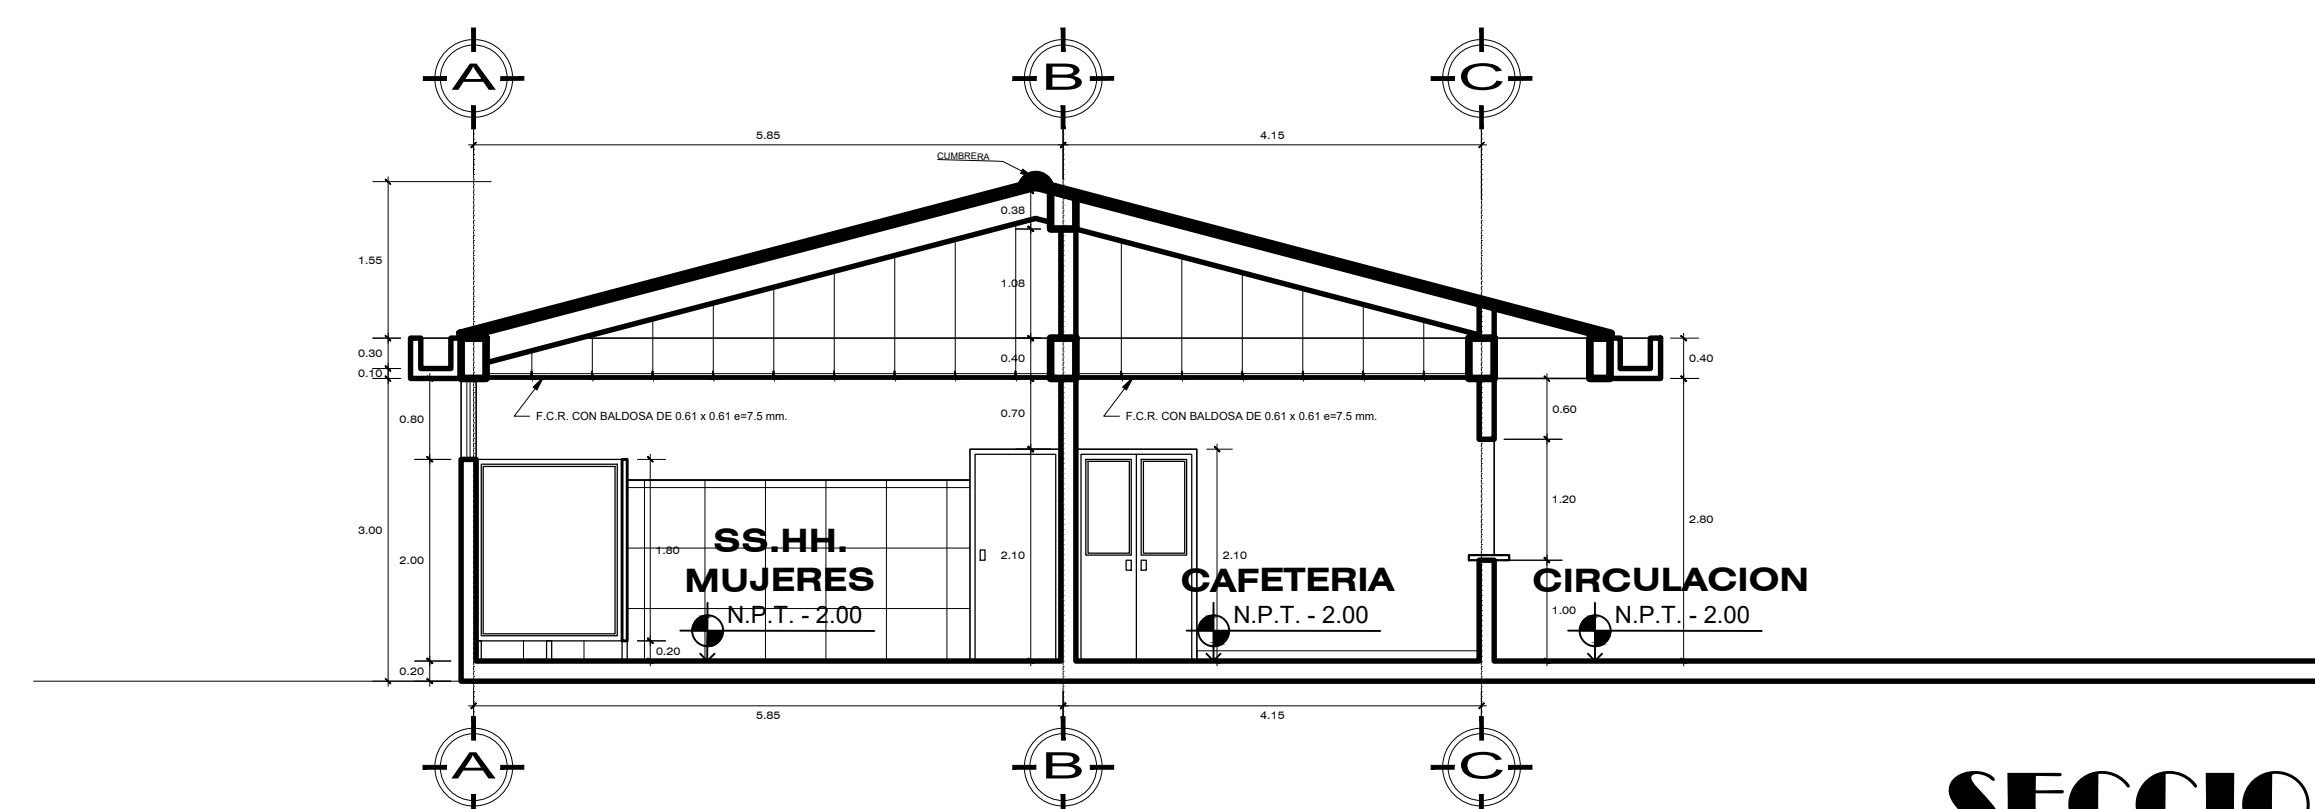 A
B
C
5.85
4.15
CUMBRERA
0.38
1.55
1.08
0.30
0.40
0.40
0.10
0.80
F.C.R. CON BALDOSA DE 0.61 x 0.61 e=7.5 mm.
0.70
F.C.R. CON BALDOSA DE 0.61 x 0.61 e=7.5 mm.
0.60
1.20
3.00
2.00
1.80
SS.HH.
MUJERES
N.P.T. - 2.00
2.10
2.10
CAFETERIA
N.P.T. - 2.00
2.80
CIRCULACION
N.P.T. - 2.00
1.00
0.20
0.20
5.85
4.15
A
B
C